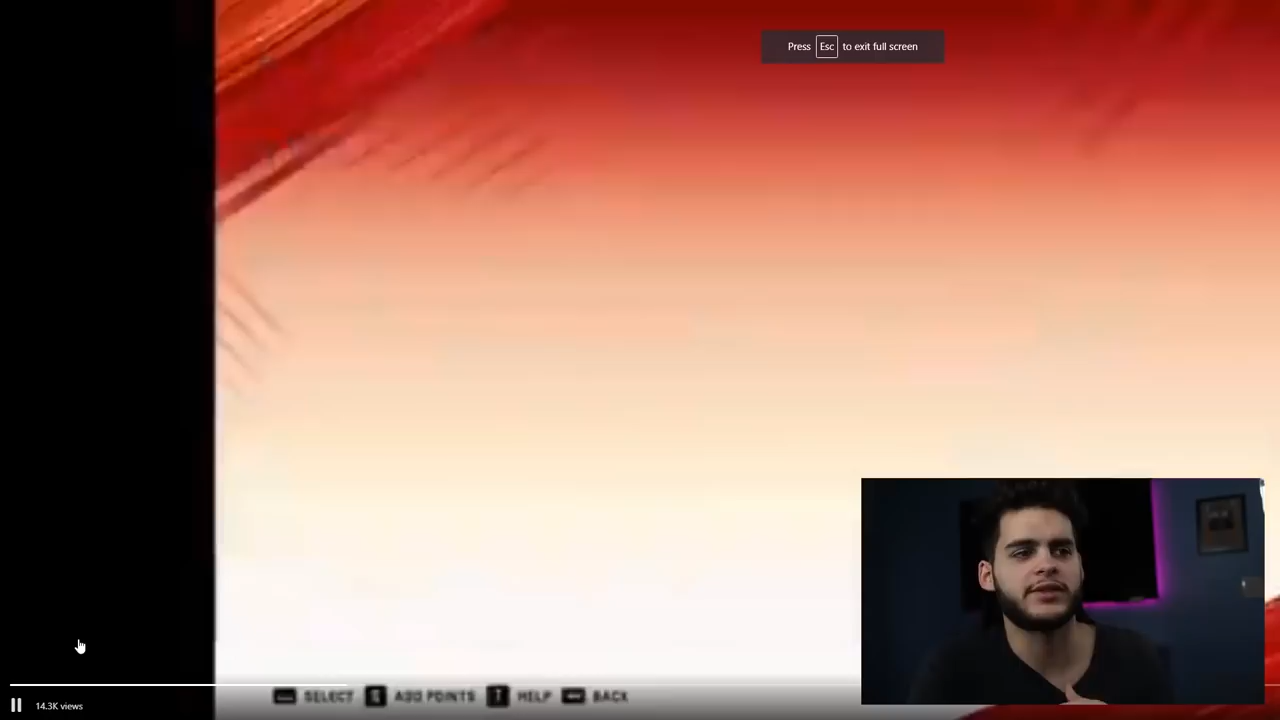 Press Esc to exit full screen
SELECT S ADD POINTS T HELP BACK
14.3K views